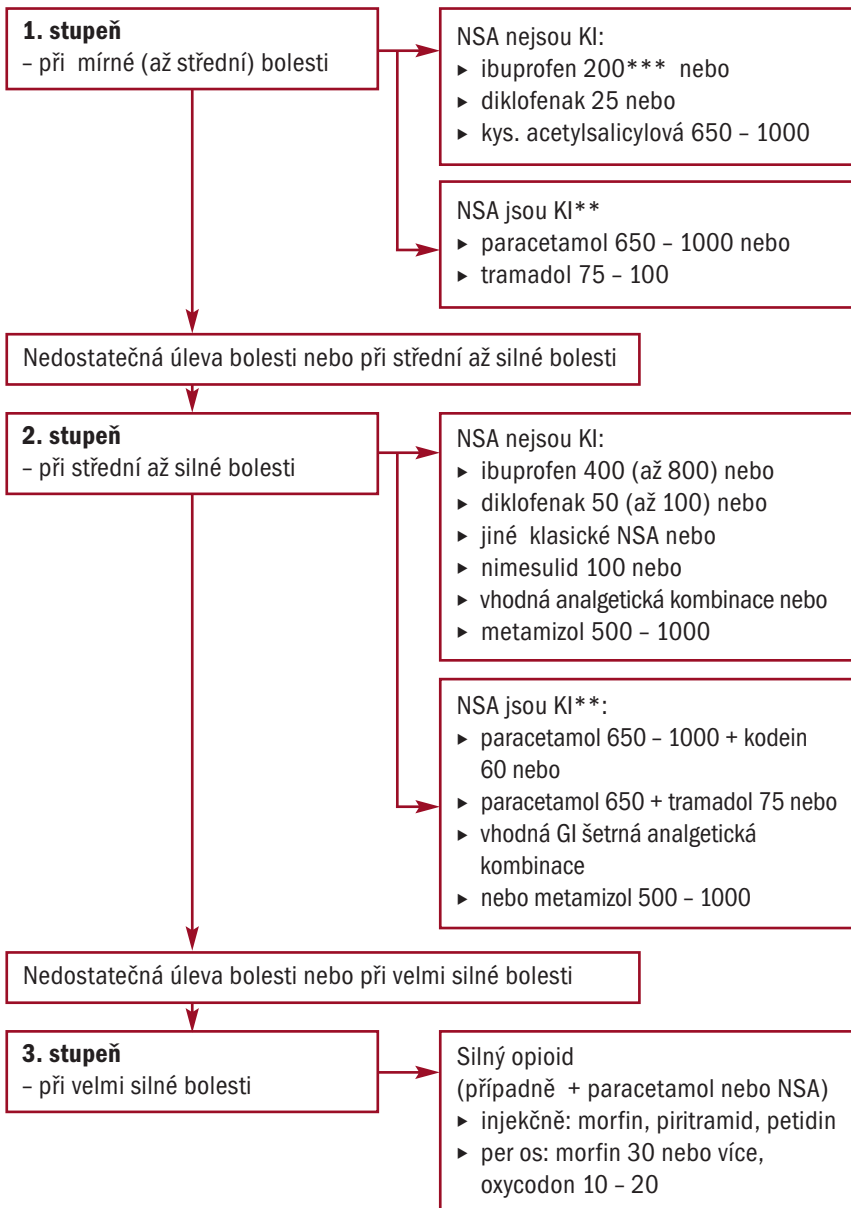 1. stupeň
– při mírné (až střední) bolesti
NSA nejsou KI:
▸ ibuprofen 200*** nebo
▸ diklofenak 25 nebo
▸ kys. acetylsalicylová 650 – 1000
NSA jsou KI**
▸ paracetamol 650 – 1000 nebo
▸ tramadol 75 – 100
Nedostatečná úleva bolesti nebo při střední až silné bolesti
2. stupeň
– při střední až silné bolesti
NSA nejsou KI:
▸ ibuprofen 400 (až 800) nebo
▸ diklofenak 50 (až 100) nebo
▸ jiné klasické NSA nebo
▸ nimesulid 100 nebo
▸ vhodná analgetická kombinace nebo
▸ metamizol 500 – 1000
NSA jsou KI**:
▸ paracetamol 650 – 1000 + kodein
60 nebo
▸ paracetamol 650 + tramadol 75 nebo
▸ vhodná GI šetrná analgetická
kombinace
▸ nebo metamizol 500 – 1000
Nedostatečná úleva bolesti nebo při velmi silné bolesti
3. stupeň
– při velmi silné bolesti
Silný opioid
(případně + paracetamol nebo NSA)
▸ injekčně: morfin, piritramid, petidin
▸ per os: morfin 30 nebo více,
oxycodon 10 – 20